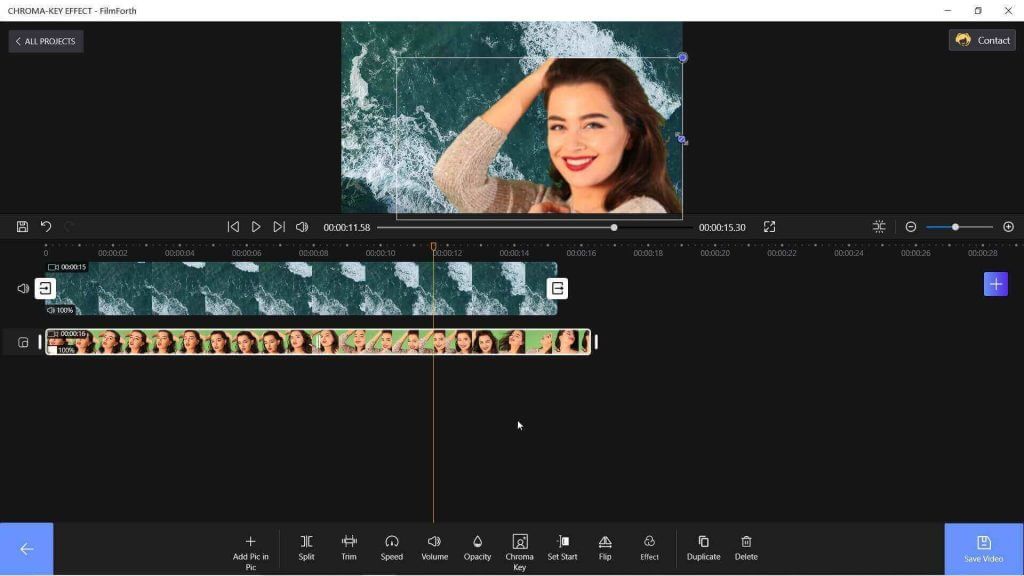 CHROMA-KEY EFFECT - FilmForth
ALL PROJECTS
Contact
00:00:11.58
00:00:15.30
0 00:00:02 00:00:04 00:00:06 00:00:08 00:00:10 00:00:12 00:00:14 00:00:16 00:00:18 00:00:20 00:00:22 00:00:24 00:00:26 00:00:28
00:00:15
100%
00:00:16
100%
Add Pic in
Pic
Split
Trim
Speed
Volume
Opacity
Chroma
Key
Set Start
Flip
Effect
Duplicate
Delete
Save Video